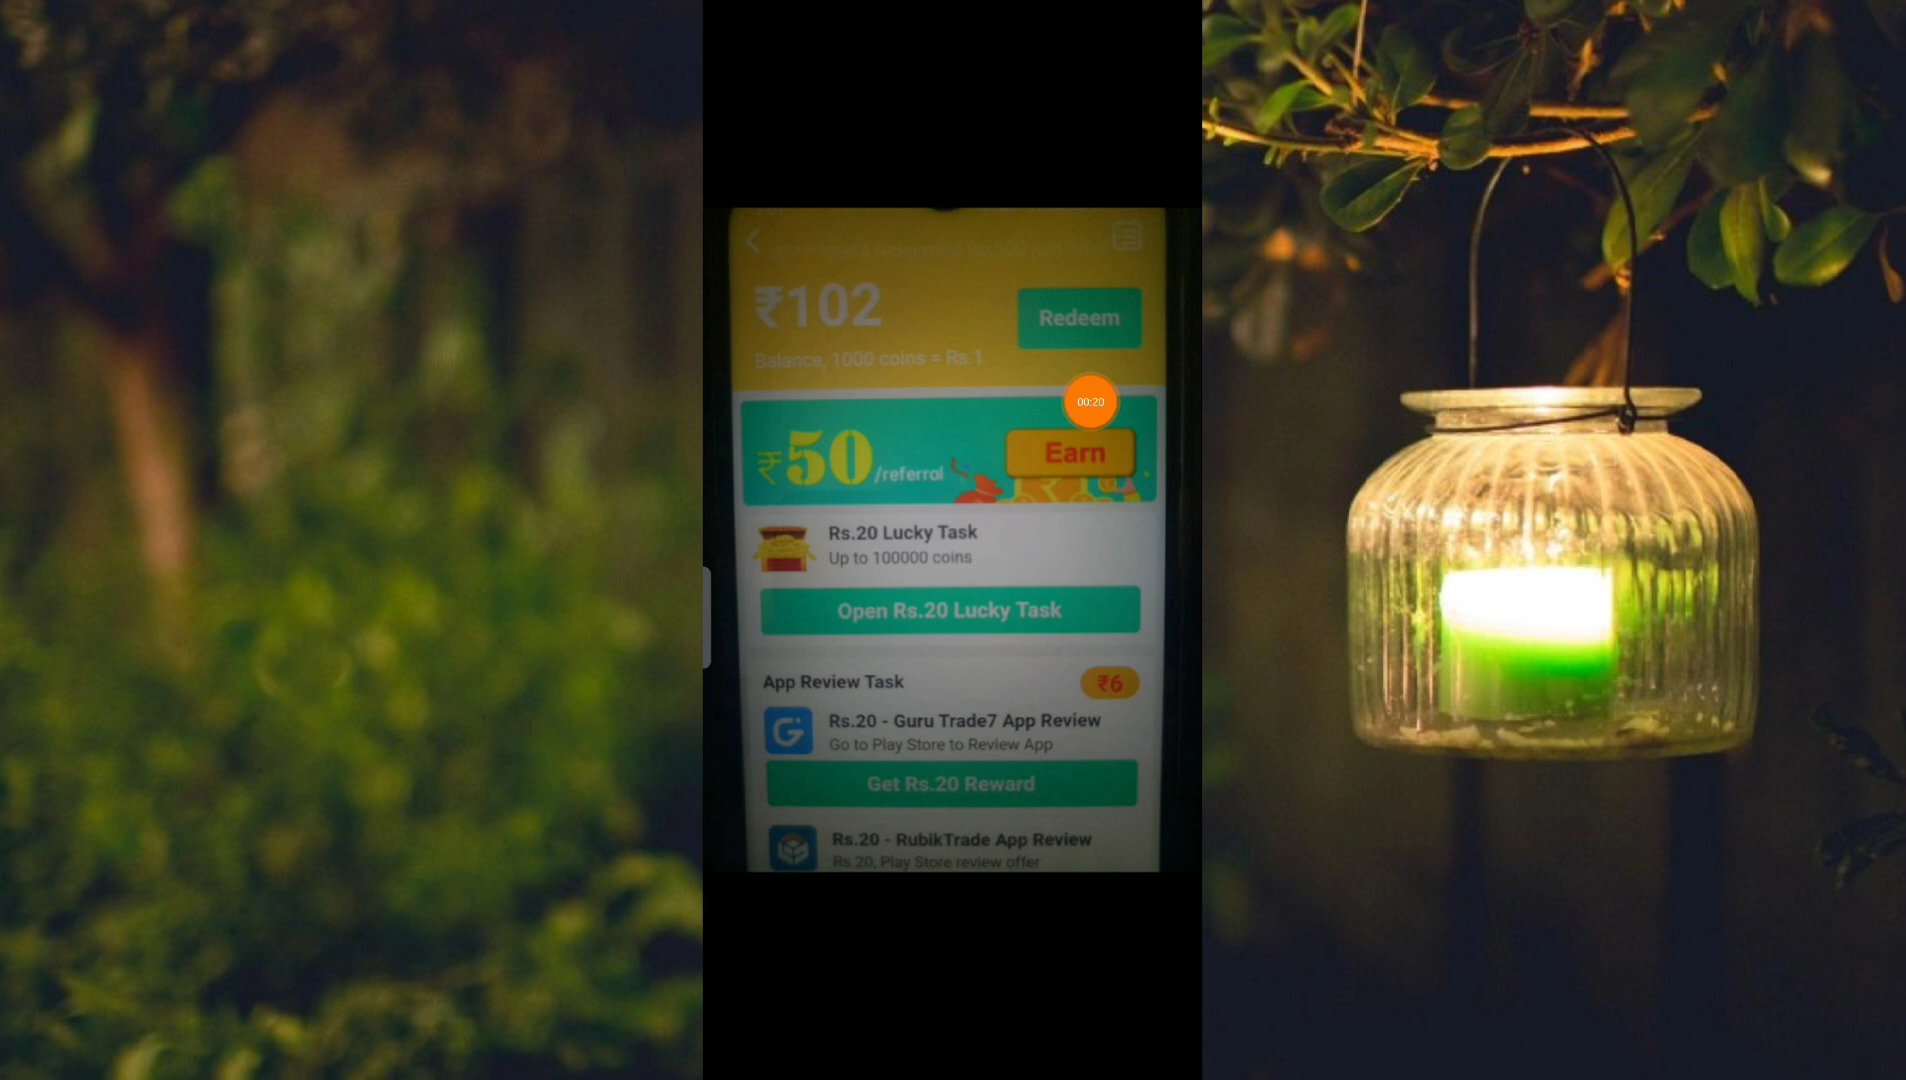 ₹102
Redeem
Balance, 1000 coins = Rs.1
00:20
₹50/referral
Earn
Rs.20 Lucky Task
Up to 100000 coins
Open Rs.20 Lucky Task
App Review Task
₹6
Rs.20 - Guru Trade7 App Review
Go to Play Store to Review App
Get Rs.20 Reward
Rs.20 - RubikTrade App Review
Rs.20, Play Store review offer